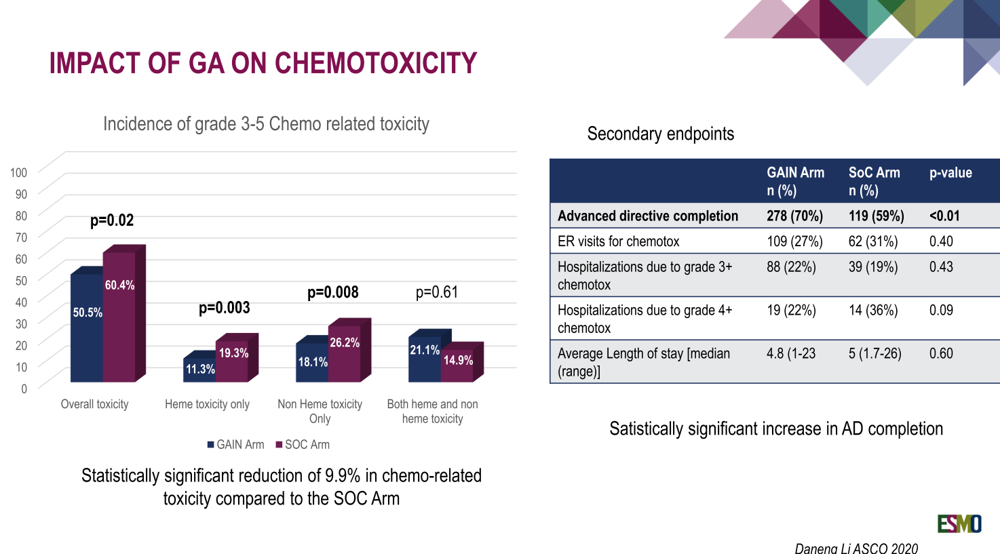 IMPACT OF GA ON CHEMOTOXICITY
Incidence of grade 3-5 Chemo related toxicity
100
90
80
70
60
50
40
30
20
10
0
p=0.02
p=0.003
p=0.008
p=0.61
50.5%
60.4%
11.3%
19.3%
18.1%
26.2%
21.1%
14.9%
Overall toxicity
Heme toxicity only
Non Heme toxicity
Only
Both heme and non
heme toxicity
GAIN Arm SOC Arm
Statistically significant reduction of 9.9% in chemo-related
toxicity compared to the SOC Arm
Secondary endpoints
GAIN Arm
n (%)
SoC Arm
n (%)
p-value
Advanced directive completion 278 (70%) 119 (59%) <0.01
ER visits for chemotox 109 (27%) 62 (31%) 0.40
Hospitalizations due to grade 3+ 88 (22%) 39 (19%) 0.43
chemotox
Hospitalizations due to grade 4+ 19 (22%) 14 (36%) 0.09
chemotox
Average Length of stay [median 4.8 (1-23 5 (1.7-26) 0.60
(range)]
Satistically significant increase in AD completion
ESMO
Daneng Li ASCO 2020